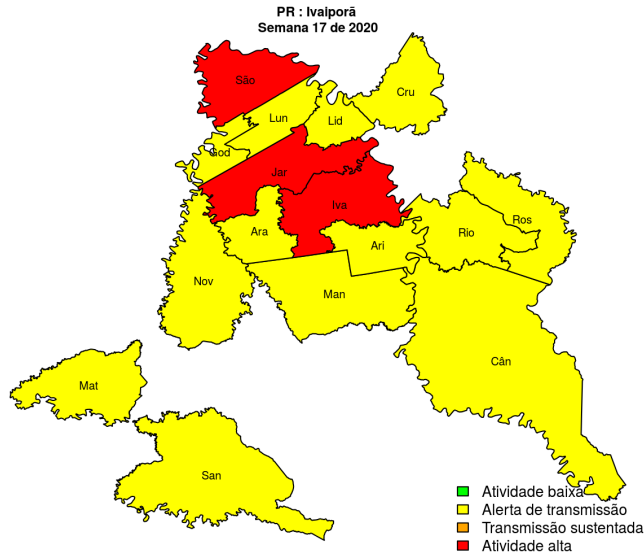 PR : Ivaiporã
Semana 17 de 2020
São
Cru
Lun
Lid
God
Jar
Iva
Ros
Ara
Ari
Rio
Nov
Man
Cân
Mat
San
Atividade baixa
Alerta de transmissão
Transmissão sustentada
Atividade alta